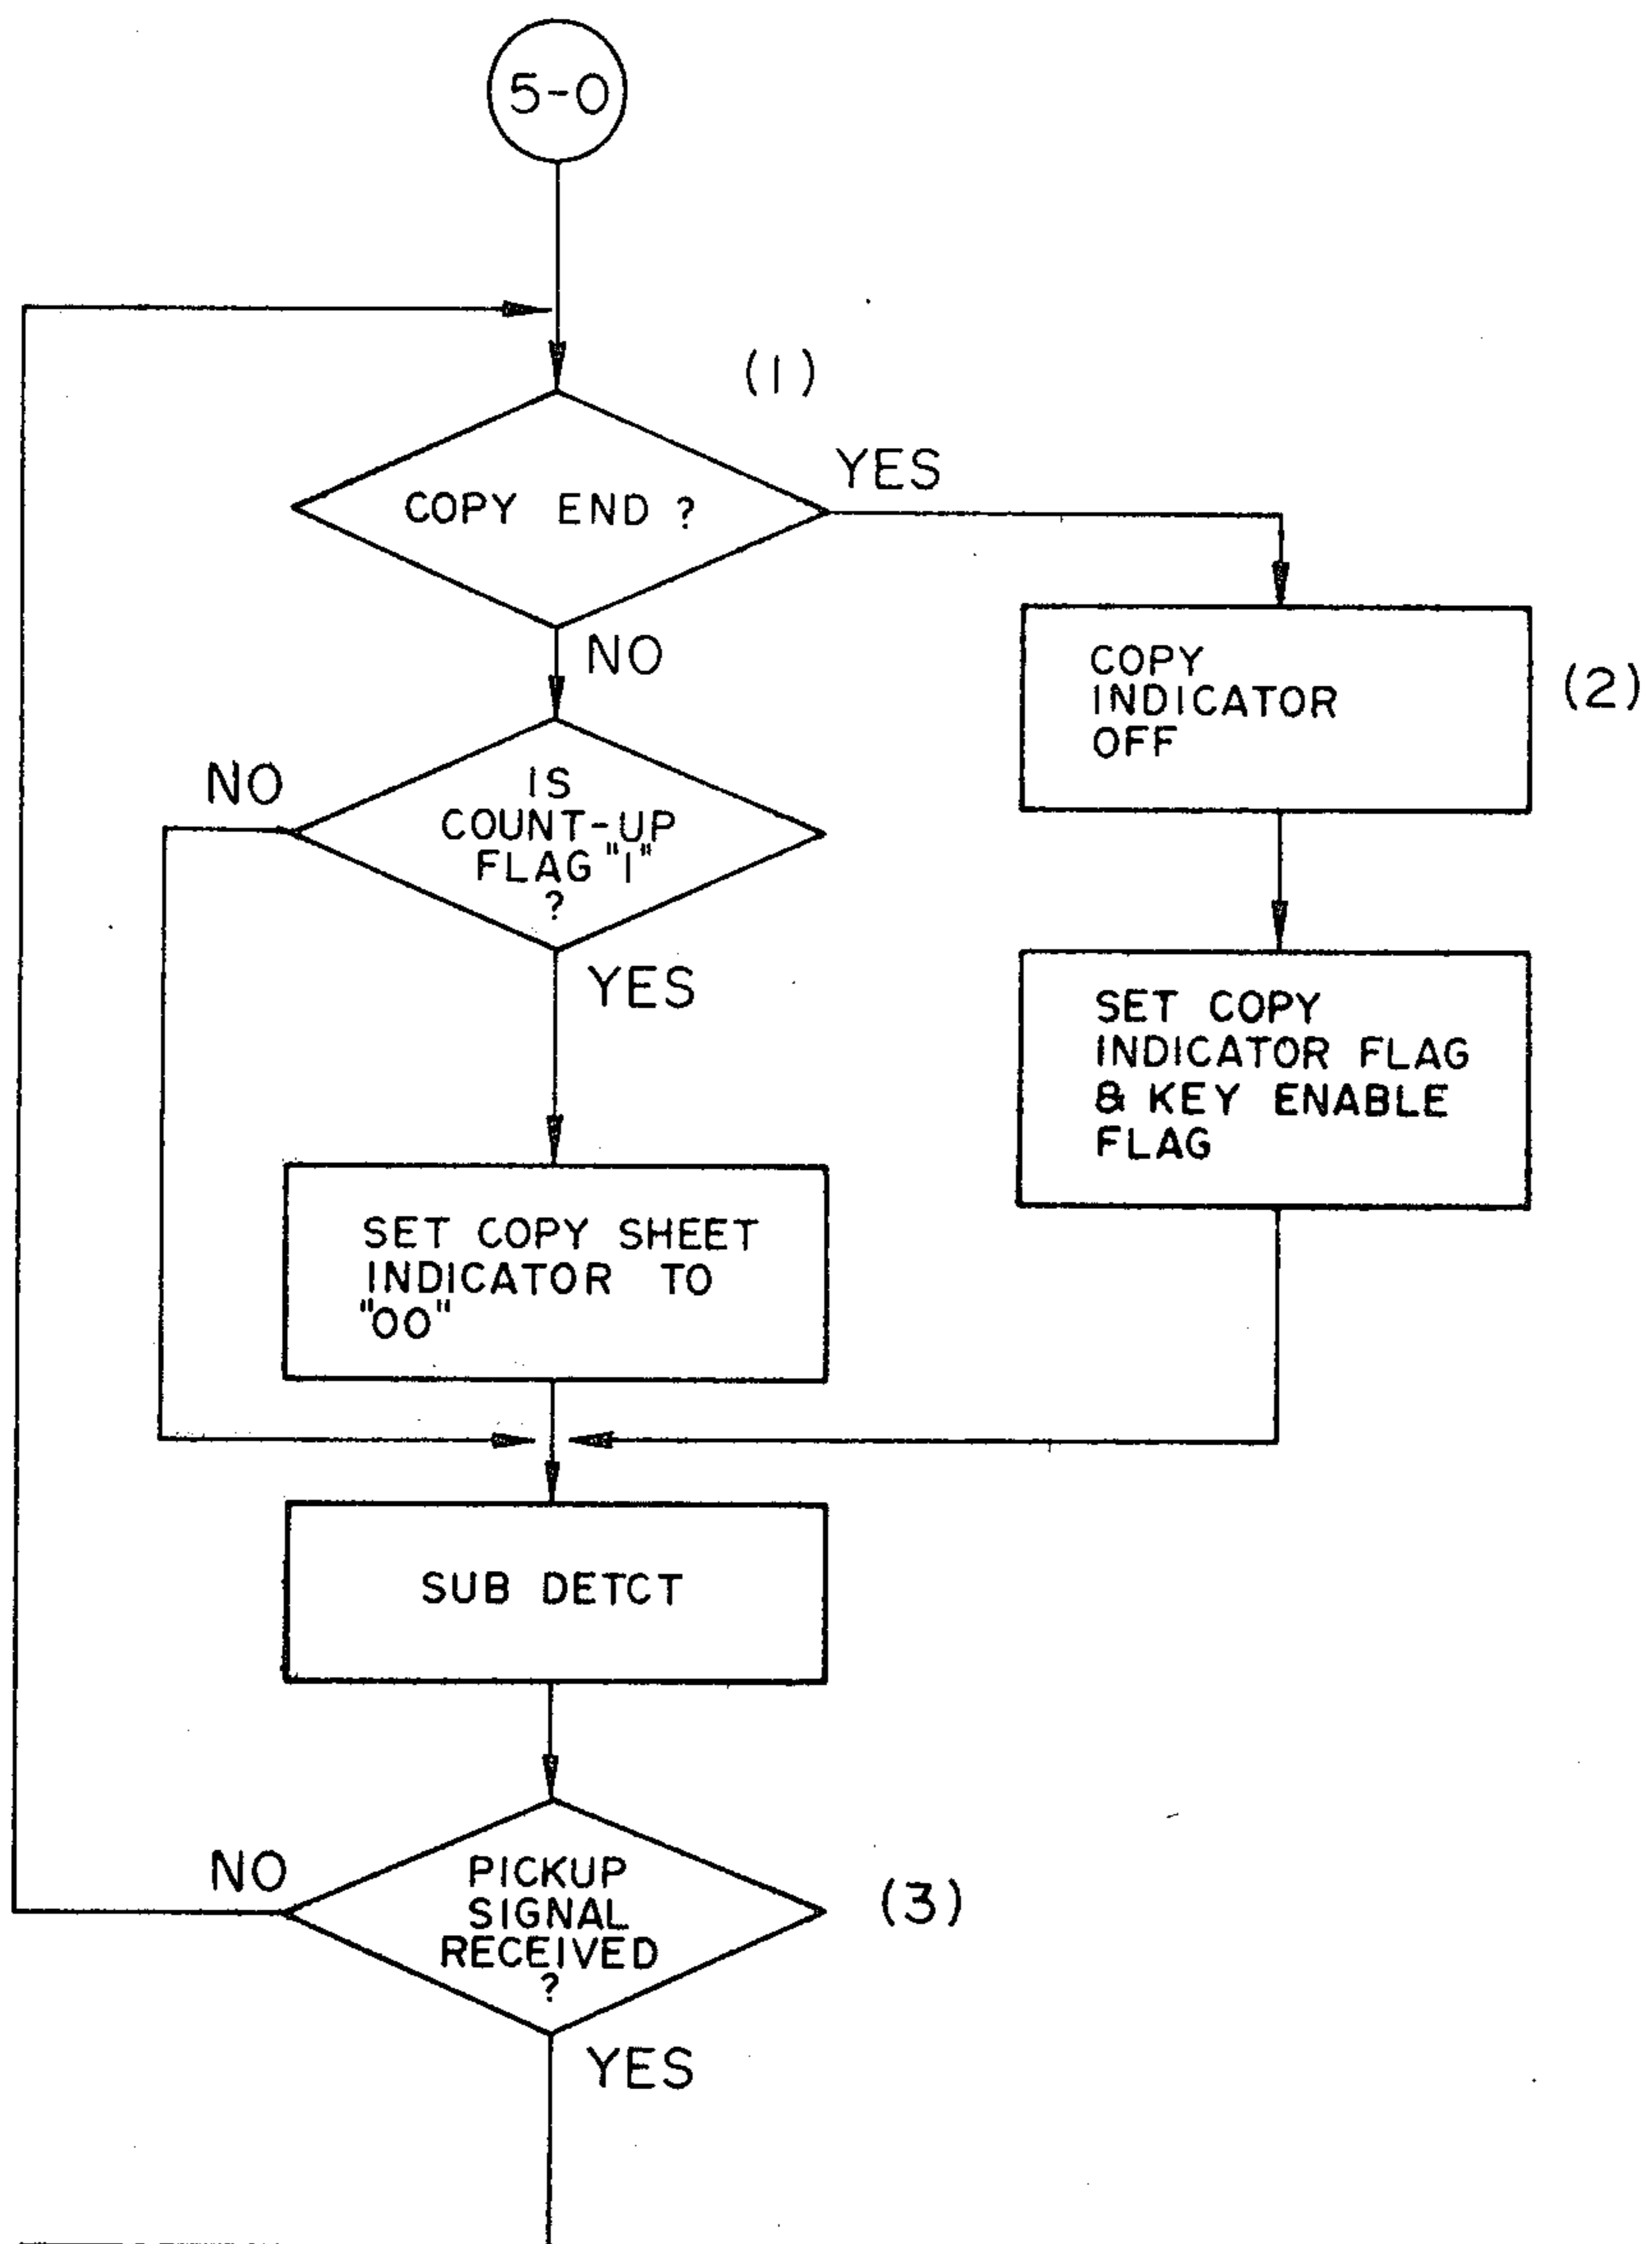 5-0
(1)
COPY END ?
YES
NO
COPY
INDICATOR
OFF
(2)
NO
IS
COUNT-UP
FLAG "1"
?
YES
SET COPY
INDICATOR FLAG
& KEY ENABLE
FLAG
SET COPY SHEET
INDICATOR TO
"00"
SUB DETCT
NO
PICKUP
SIGNAL
RECEIVED
?
(3)
YES